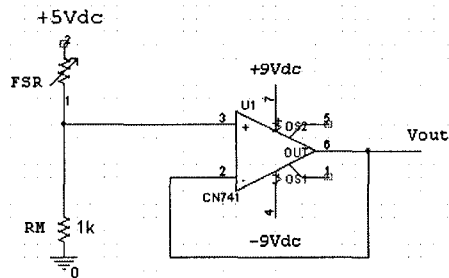 +5Vdc
2
FSR
1
+9Vdc
7
U1
3
+
OS2
5
OUT
6
Vout
2
-
OS1
1
CN741
4
-9Vdc
RM
1k
0